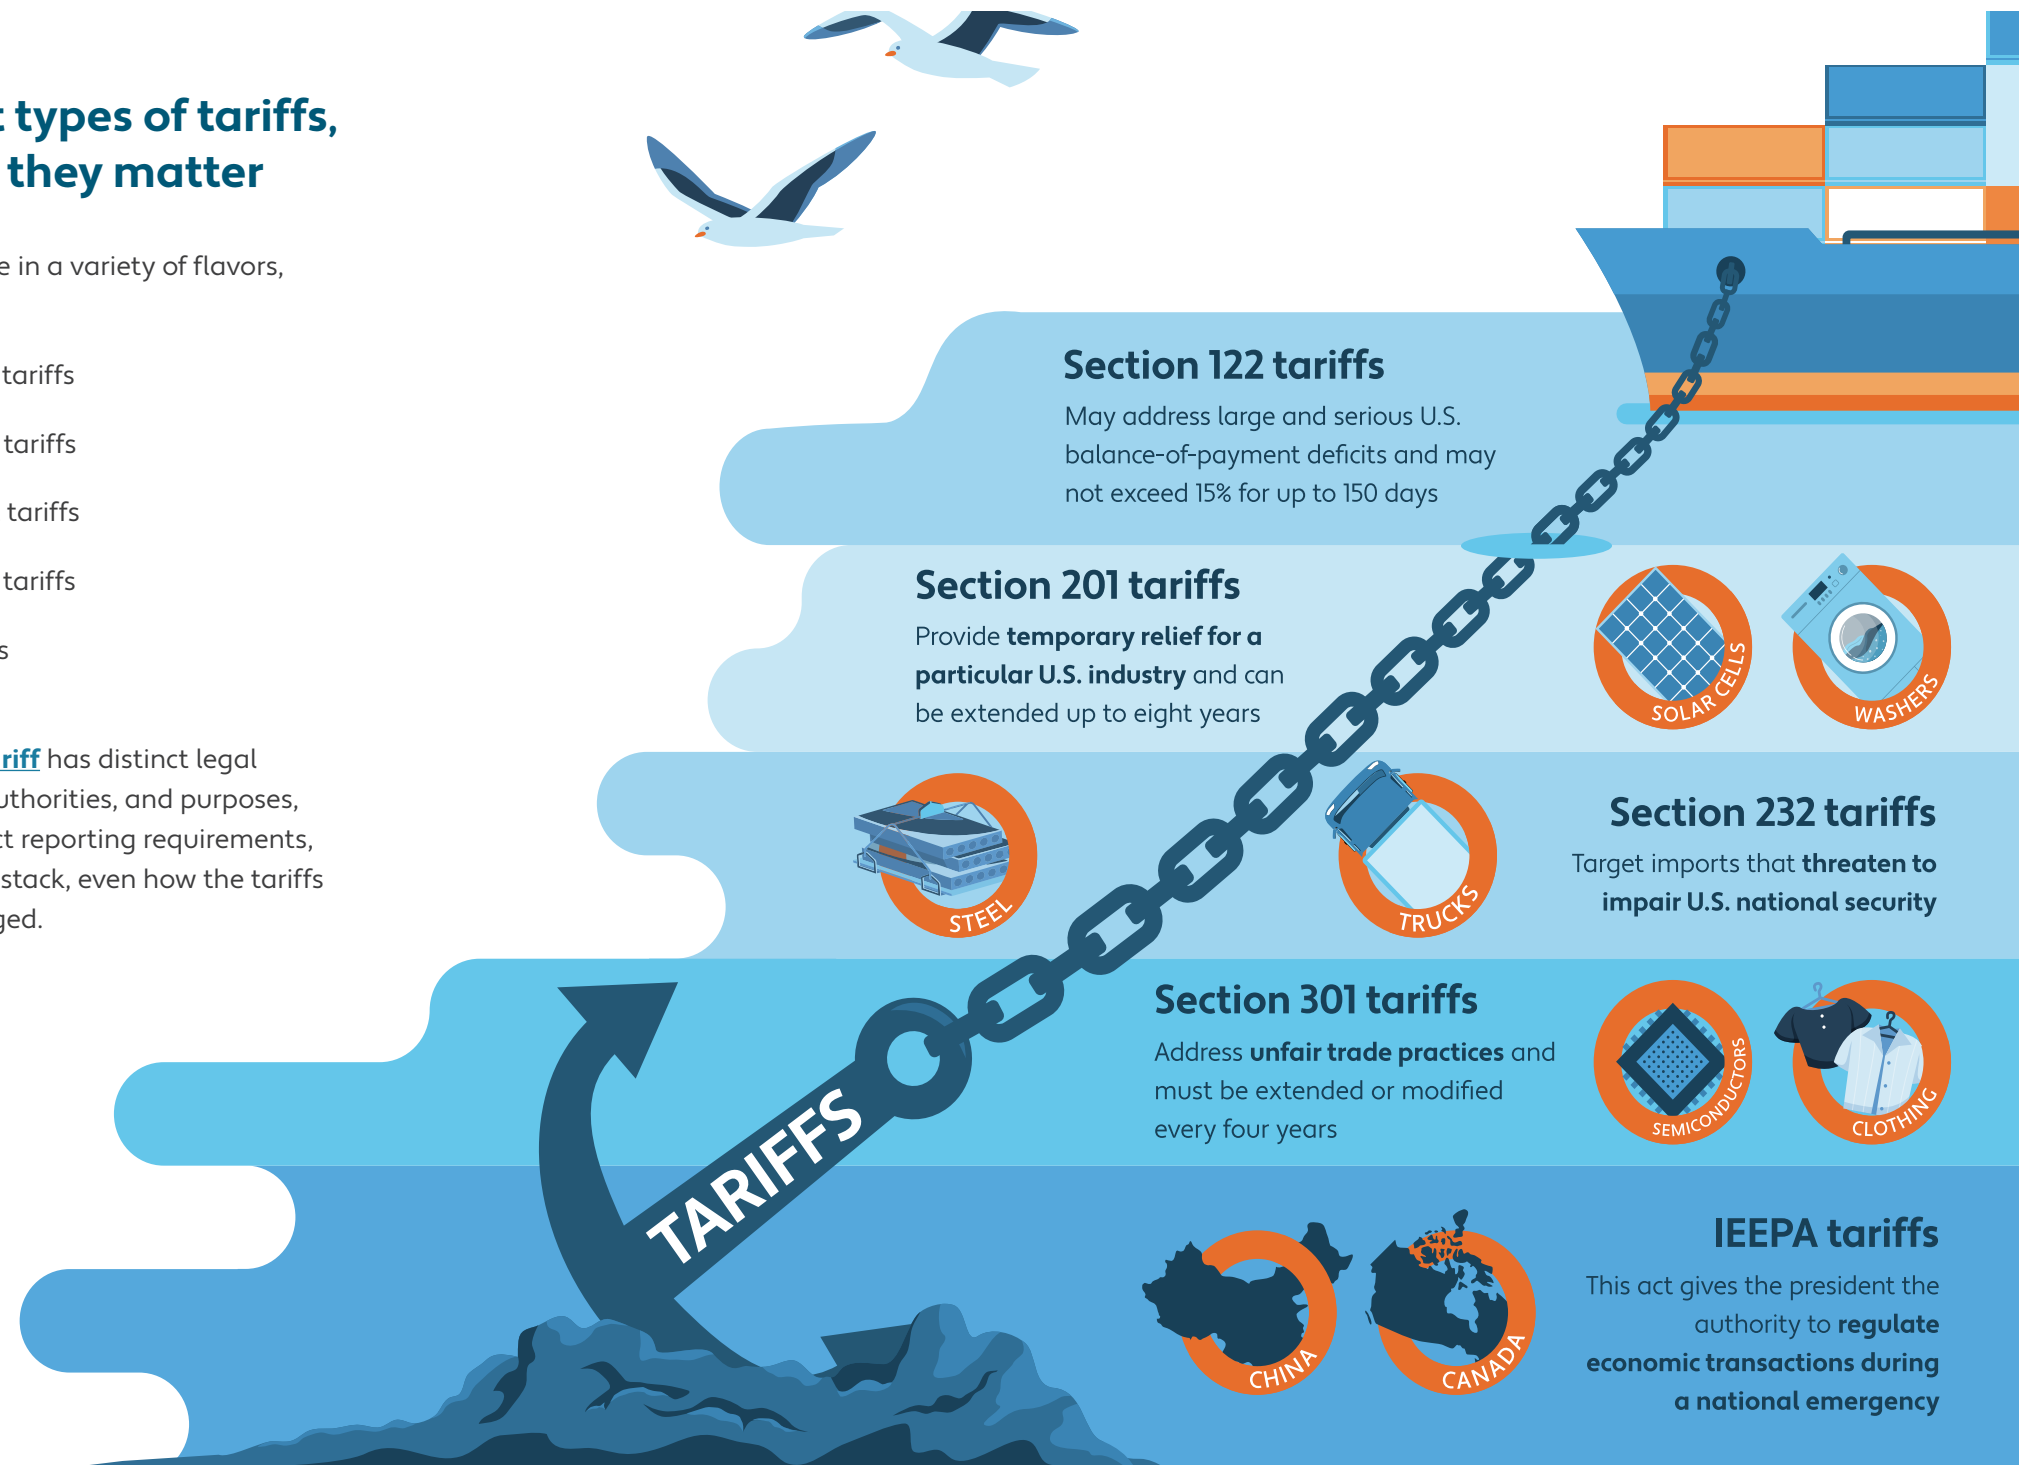 types of tariffs,
they matter
in a variety of flavors,
tariffs
tariffs
tariffs
tariffs
riff has distinct legal
uthorities, and purposes,
ct reporting requirements,
stack, even how the tariffs
ged.
Section 122 tariffs
May address large and serious U.S.
balance-of-payment deficits and may
not exceed 15% for up to 150 days
Section 201 tariffs
Provide temporary relief for a
particular U.S. industry and can
be extended up to eight years
SOLAR CELLS
WASHERS
STEEL
TRUCKS
Section 232 tariffs
Target imports that threaten to
impair U.S. national security
Section 301 tariffs
Address unfair trade practices and
must be extended or modified
every four years
SEMICONDUCTORS
CLOTHING
TARIFFS
CHINA
CANADA
IEEPA tariffs
This act gives the president the
authority to regulate
economic transactions during
a national emergency